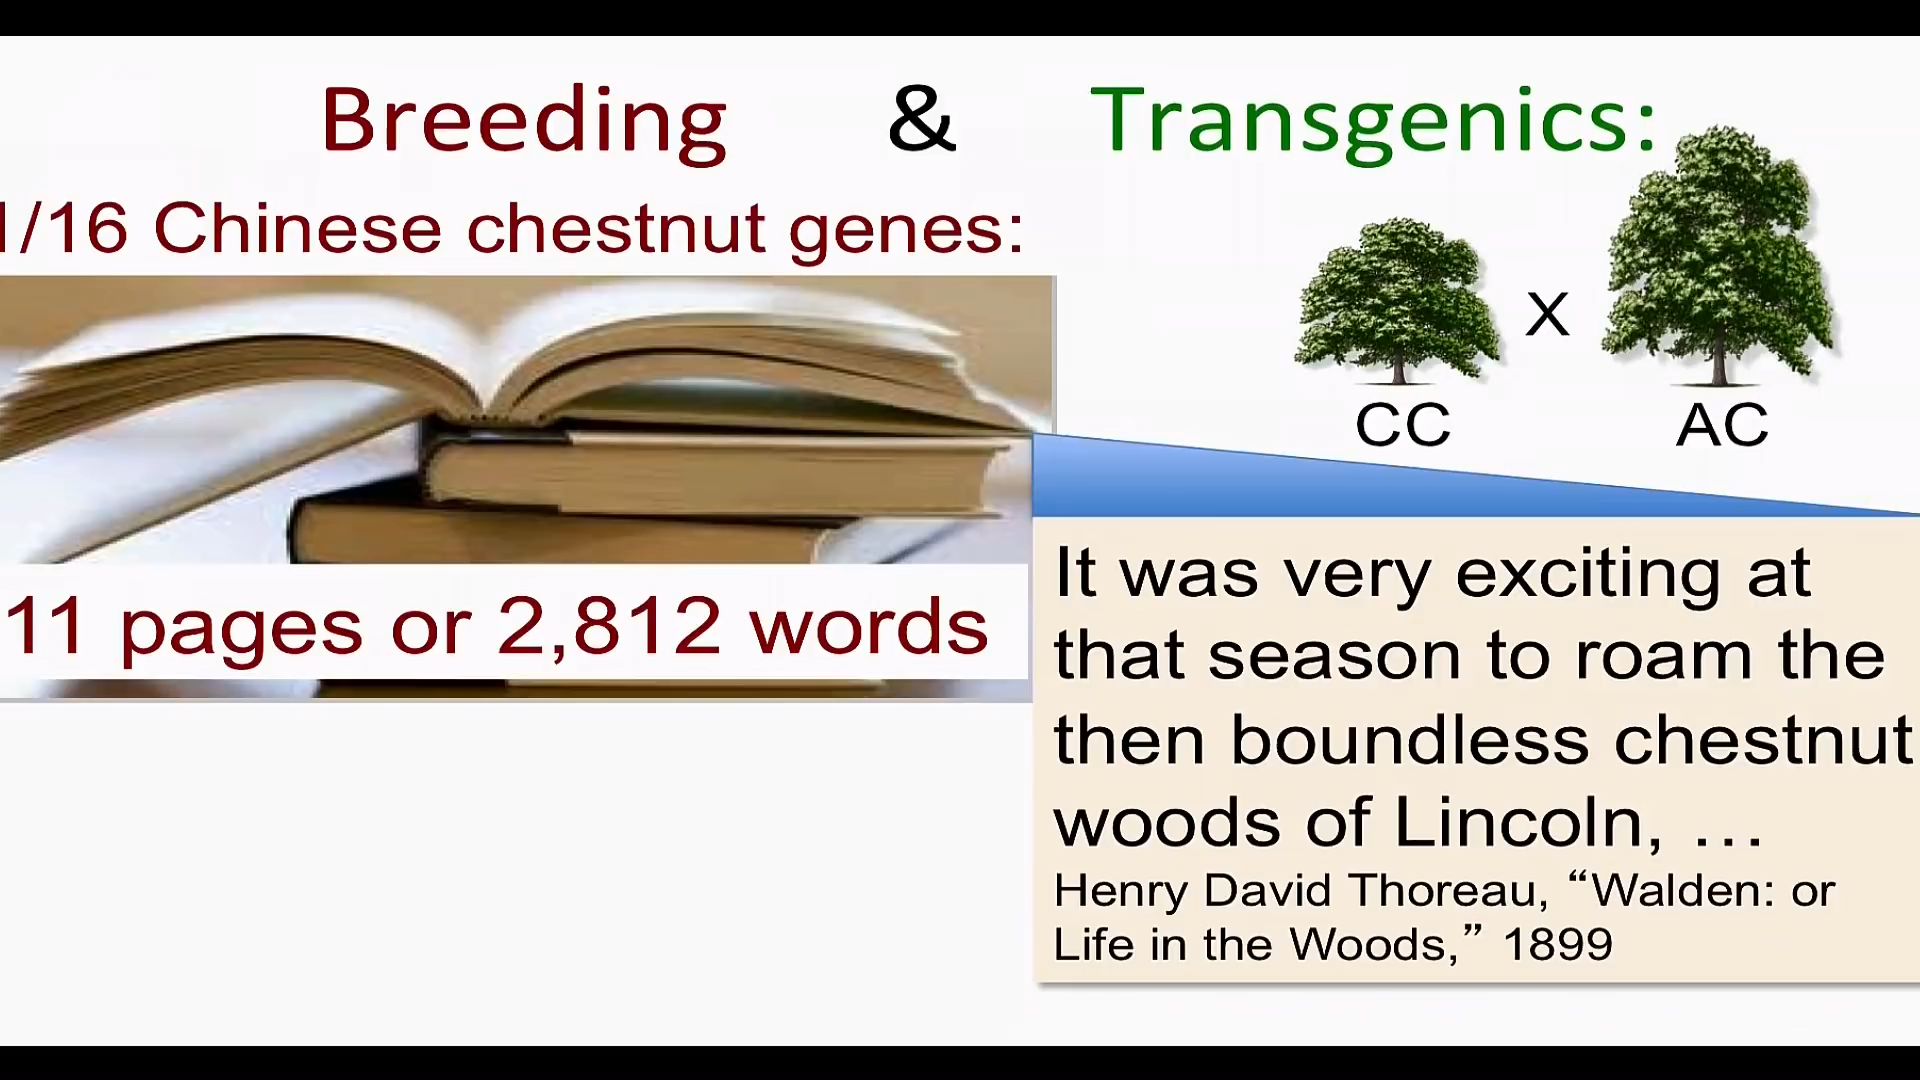 Breeding & Transgenics:
1/16 Chinese chestnut genes:
X
CC AC
11 pages or 2,812 words
It was very exciting at
that season to roam the
then boundless chestnut
woods of Lincoln, …
Henry David Thoreau, “Walden: or
Life in the Woods,” 1899